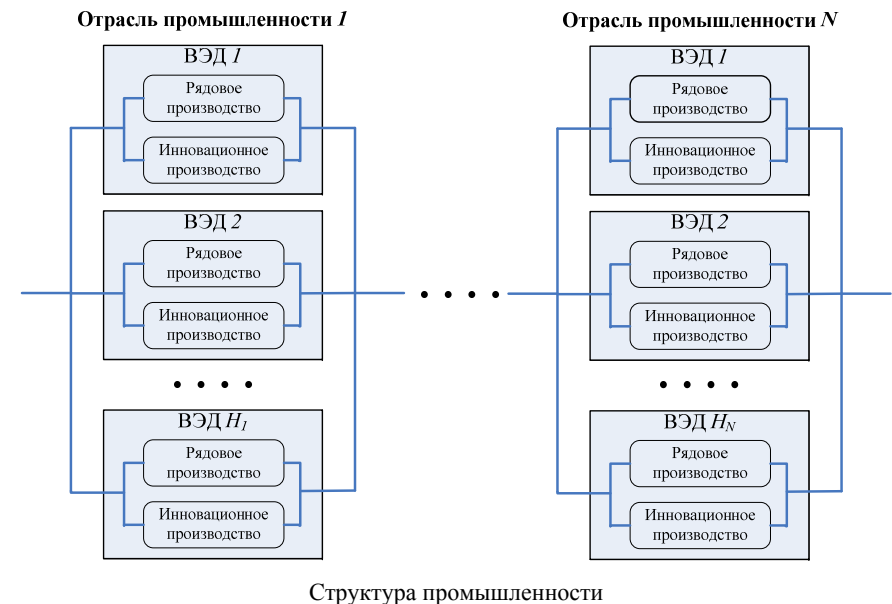 Отрасль промышленности 1
ВЭД 1
Рядовое
производство
Инновационное
производство
ВЭД 2
Рядовое
производство
Инновационное
производство
ВЭД H1
Рядовое
производство
Инновационное
производство
Отрасль промышленности N
ВЭД 1
Рядовое
производство
Инновационное
производство
ВЭД 2
Рядовое
производство
Инновационное
производство
ВЭД HN
Рядовое
производство
Инновационное
производство
Структура промышленности